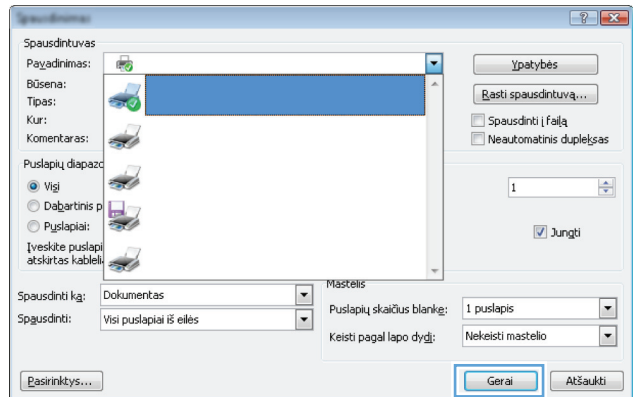 Spausdinimas
Spausdintuvas
Pavadinimas:
Ypatybės
Būsena:
Tipas:
Rasti spausdintuvą...
Kur:
Spausdinti į failą
Komentaras:
Neautomatinis dupleksas
Puslapių diapazo
Visi
1
Dabartinis p
Puslapiai:
Jungti
Įveskite puslapi
atskirtas kableli
Mastelis
Spausdinti ką: Dokumentas
Puslapių skaičius blanke: 1 puslapis
Spausdinti: Visi puslapiai iš eilės
Keisti pagal lapo dydį: Nekeisti mastelio
Pasirinktys...
Gerai
Atšaukti